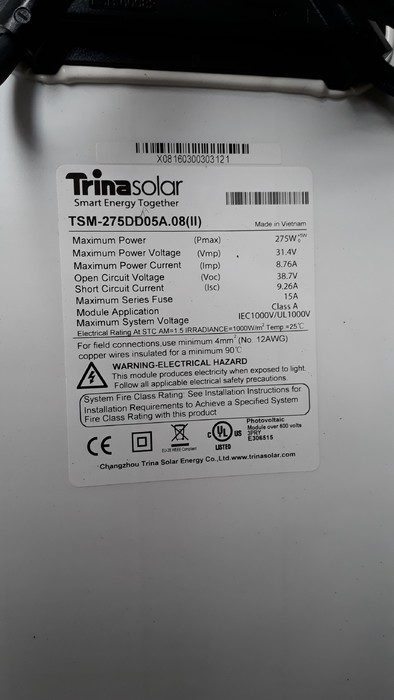 X08160300303121
Trinasolar
Smart Energy Together
TSM-275DD05A.08(II) Made in Vietnam
Maximum Power (Pmax) 275W +5W 0
Maximum Power Voltage (Vmp) 31.4V
Maximum Power Current (Imp) 8.76A
Open Circuit Voltage (Voc) 38.7V
Short Circuit Current (Isc) 9.26A
Maximum Series Fuse 15A
Module Application Class A
Maximum System Voltage IEC1000V/UL1000V
Electrical Rating At STC AM=1.5 IRRADIANCE=1000W/m² Temp.=25℃
For field connections,use minimum 4mm² (No. 12AWG)
copper wires insulated for a minimum 90℃
WARNING-ELECTRICAL HAZARD
This module produces electricity when exposed to light
Follow all applicable electrical safety precautions
System Fire Class Rating: See Installation Instructions for
Installation Requirements to Achieve a Specified System
Fire Class Rating with this product
CE
c UL us
LISTED
Photovoltaic
Module over 600 volts
3PRY
E306515
Changzhou Trina Solar Energy Co.,Ltd.www.trinasolar.com